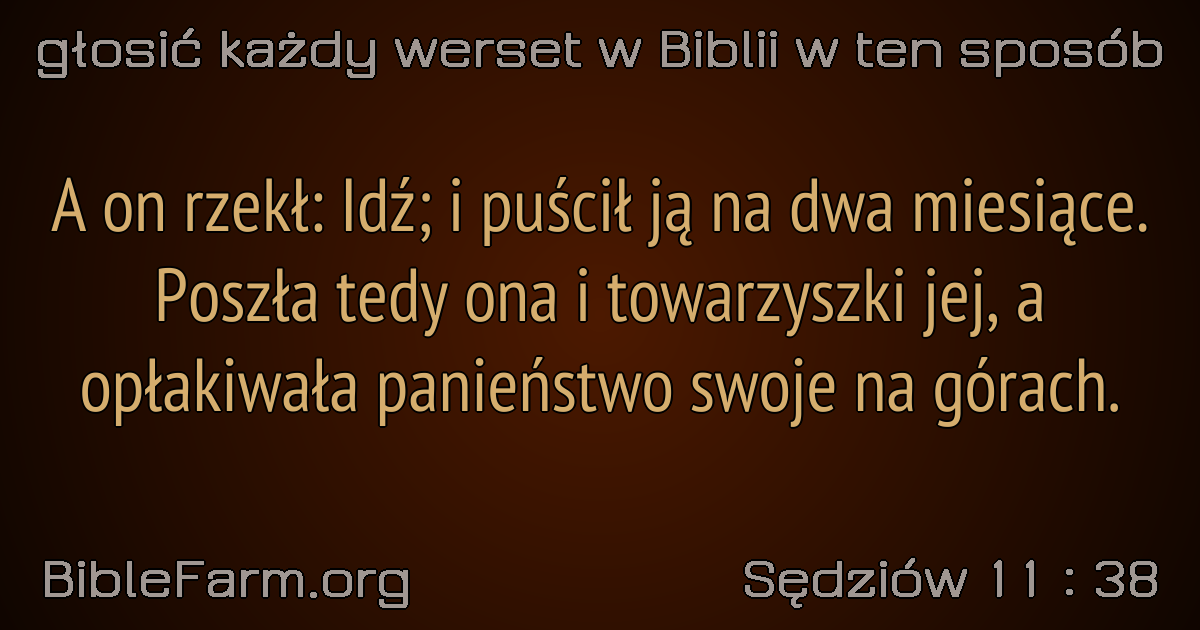 głosić każdy werset w Biblii w ten sposób
A on rzekł: Idź; i puścił ją na dwa miesiące.
Poszła tedy ona i towarzyszki jej, a
opłakiwała panieństwo swoje na górach.
BibleFarm.org
Sędziów 11 : 38